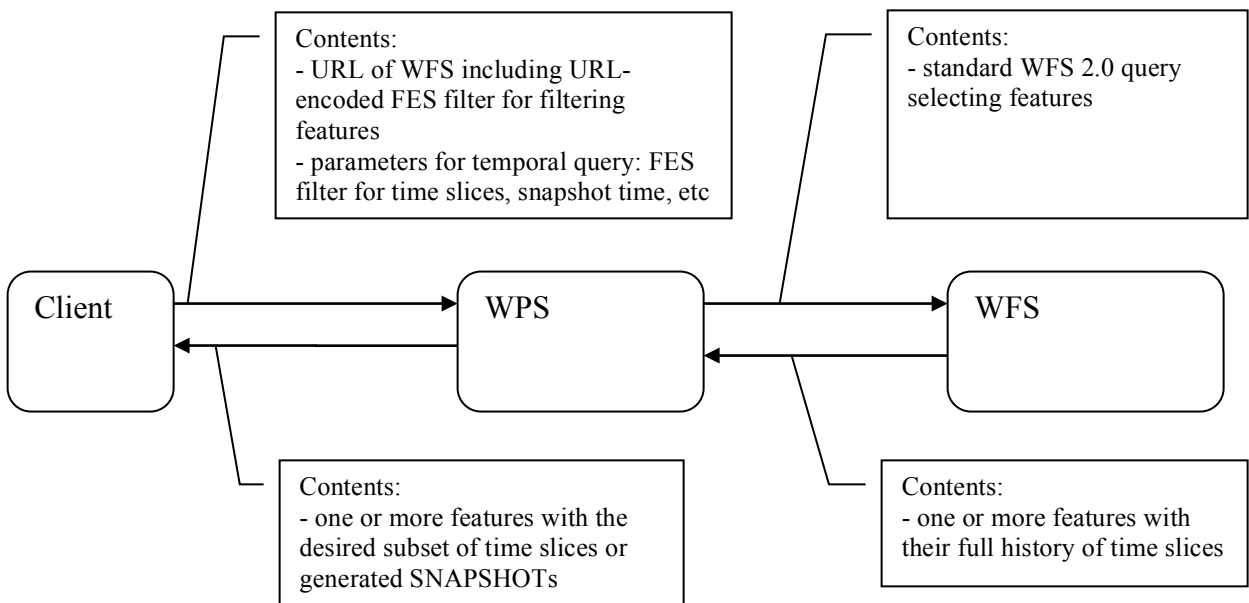 Contents:
- URL of WFS including URL-
encoded FES filter for filtering
features
- parameters for temporal query: FES
filter for time slices, snapshot time, etc
Contents:
- standard WFS 2.0 query
selecting features
Client
WPS
WFS
Contents:
- one or more features with the
desired subset of time slices or
generated SNAPSHOTs
Contents:
- one or more features with
their full history of time slices